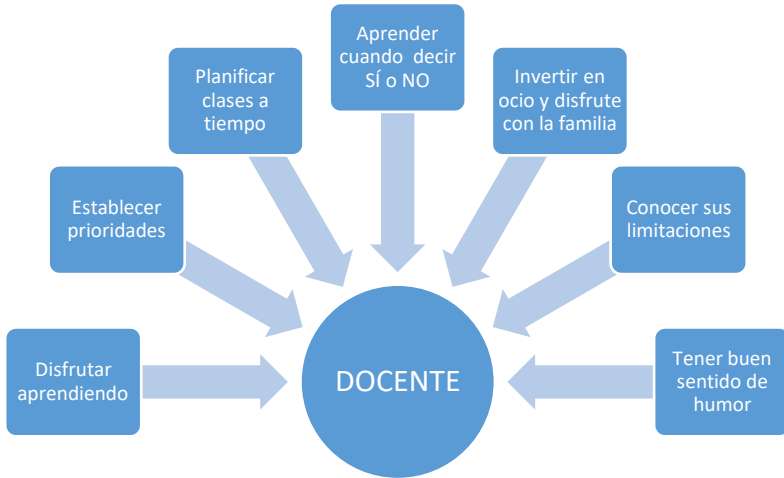 Disfrutar
aprendiendo
Establecer
prioridades
Planificar
clases a
tiempo
Aprender
cuando decir
SÍ o NO
Invertir en
ocio y disfrute
con la familia
Conocer sus
limitaciones
Tener buen
sentido de
humor
DOCENTE